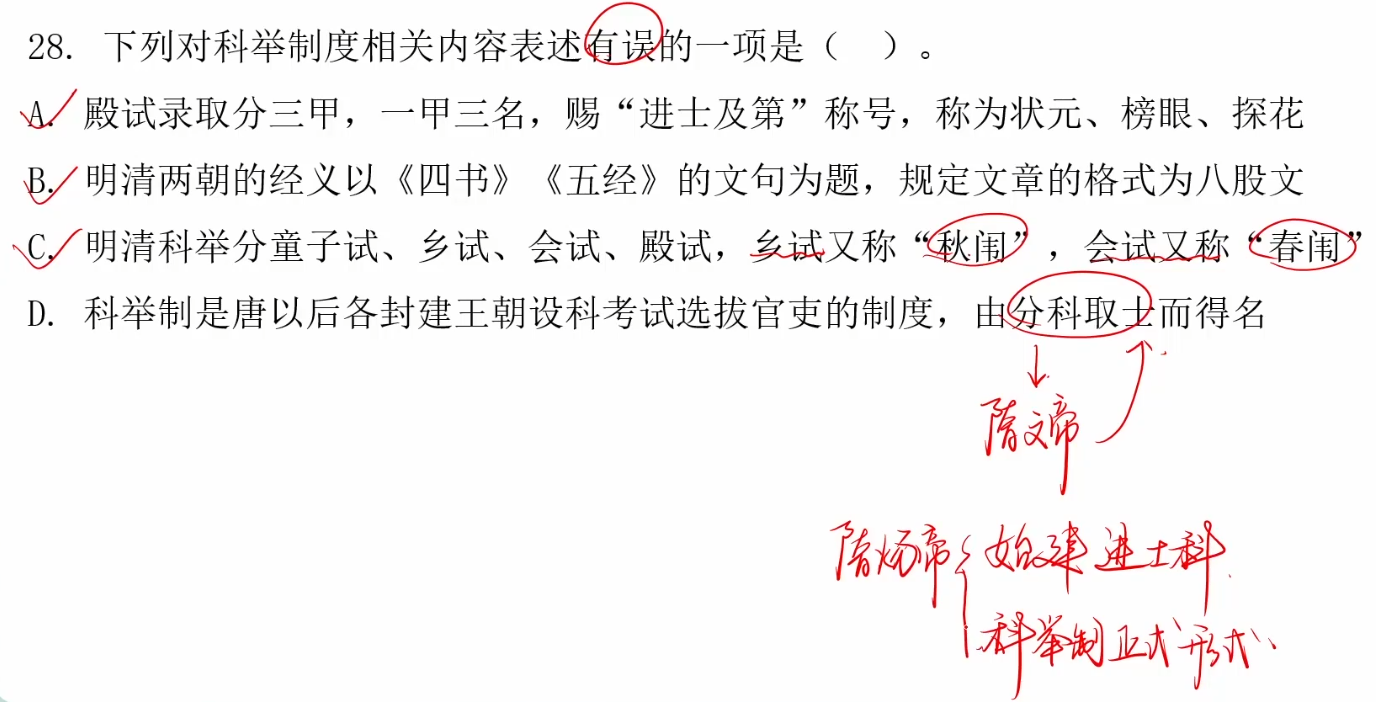 28. 下列对科举制度相关内容表述有误的一项是（　）。
A. 殿试录取分三甲，一甲三名，赐“进士及第”称号，称为状元、榜眼、探花
B. 明清两朝的经义以《四书》《五经》的文句为题，规定文章的格式为八股文
C. 明清科举分童子试、乡试、会试、殿试，乡试又称“秋闱”，会试又称“春闱”
D. 科举制是唐以后各封建王朝设科考试选拔官吏的制度，由分科取士而得名
隋文帝
隋炀帝 始建进士科
科举制正式形式